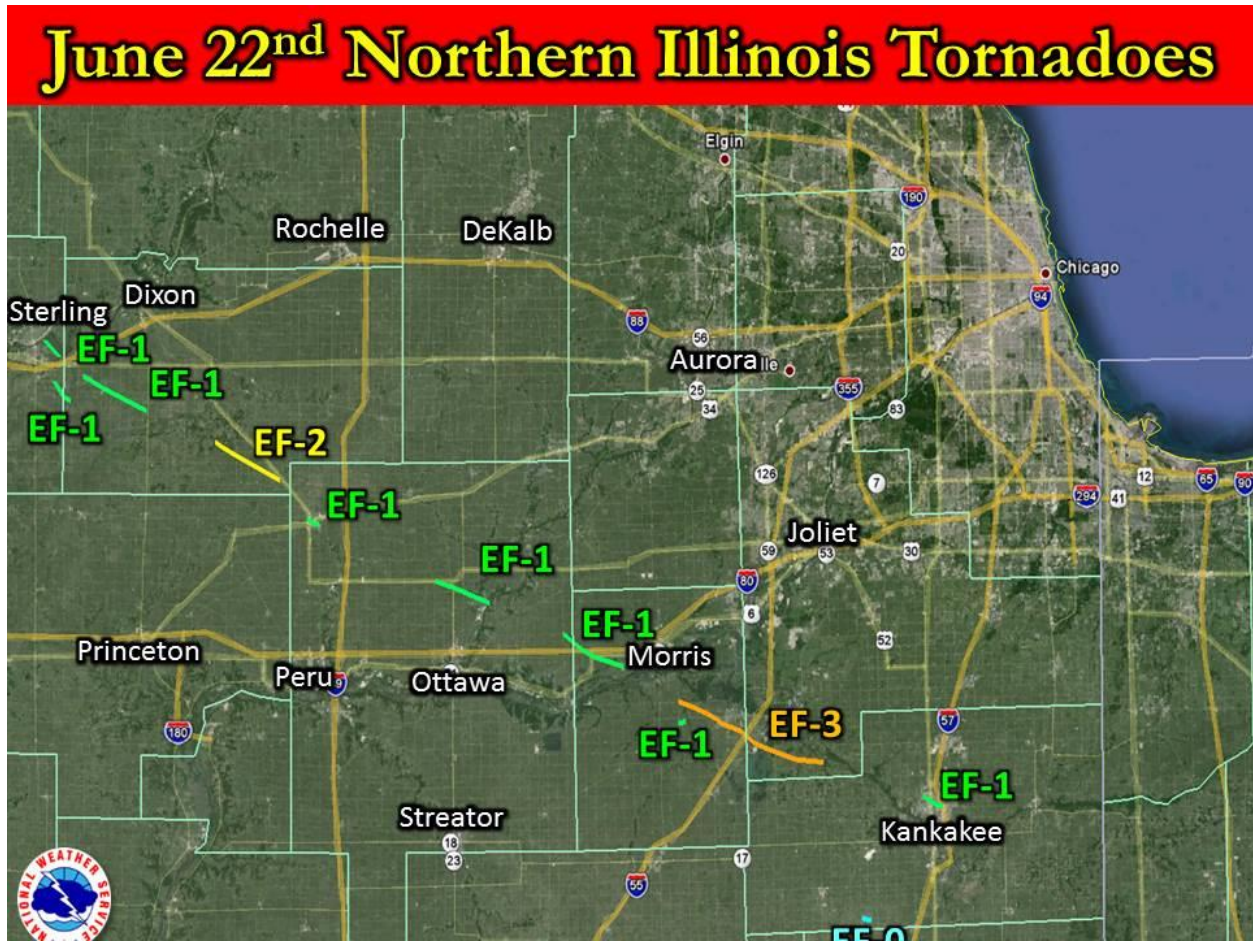 June 22nd Northern Illinois Tornadoes
Elgin
190
Rochelle
DeKalb
20
Chicago
Dixon
94
Sterling
88
56
EF-1
Aurora
lle
EF-1
25
355
34
83
EF-1
EF-2
126
7
12
65
90
294
41
EF-1
Joliet
59
53
30
EF-1
80
6
EF-1
52
Princeton
Morris
Peru
Ottawa
57
180
EF-1
EF-3
EF-1
Streator
Kankakee
18
23
17
55
NATIONAL WEATHER SERVICE
EF-0